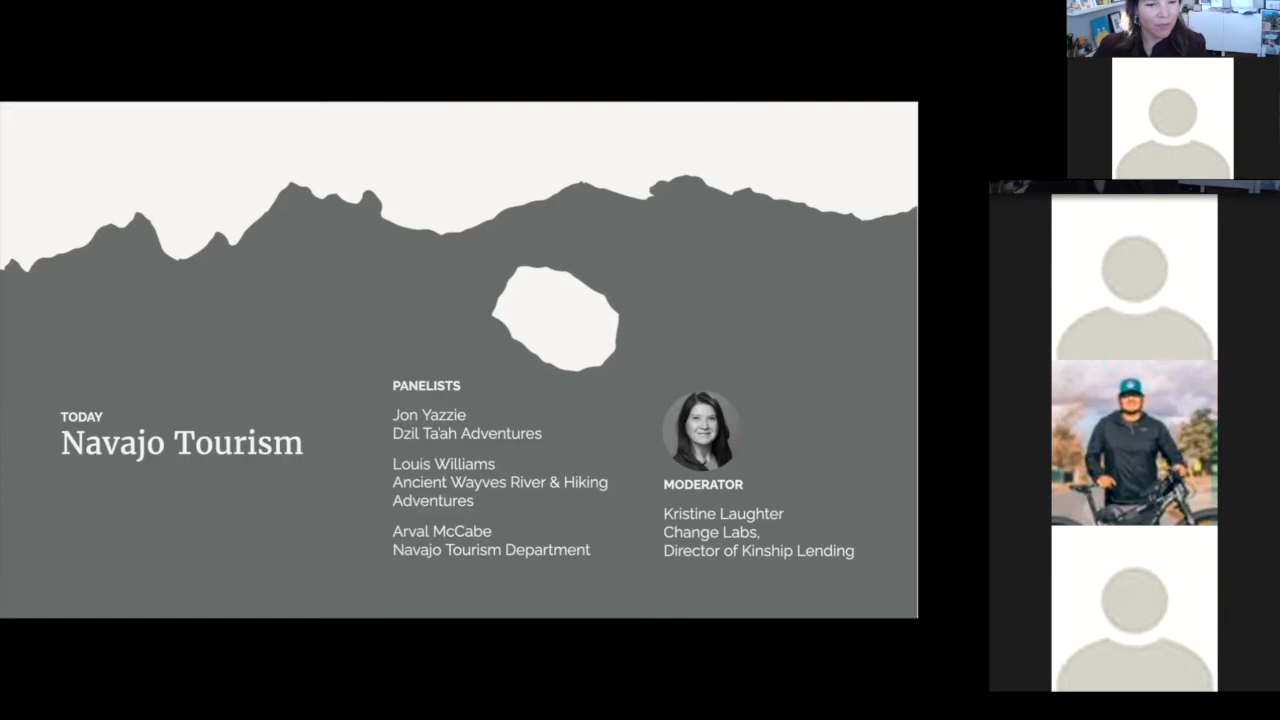 TODAY
Navajo Tourism
PANELISTS
Jon Yazzie
Dzil Ta'ah Adventures
Louis Williams
Ancient Wayves River & Hiking
Adventures
Arval McCabe
Navajo Tourism Department
MODERATOR
Kristine Laughter
Change Labs,
Director of Kinship Lending